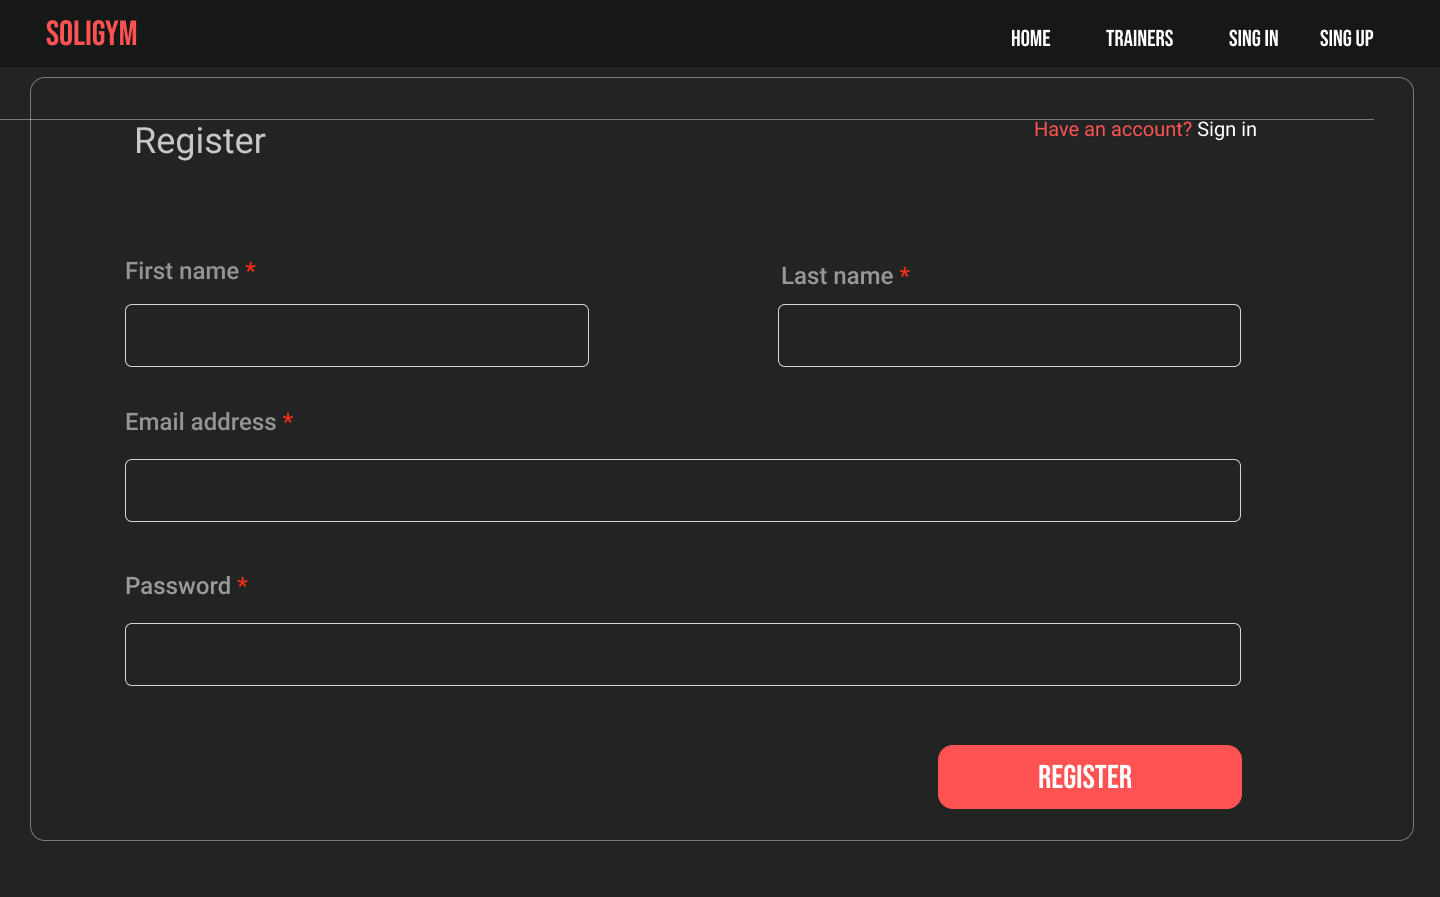 SOLIGYM HOME TRAINERS SING IN SING UP
Register Have an account? Sign in
First name * Last name *
Email address *
Password *
REGISTER